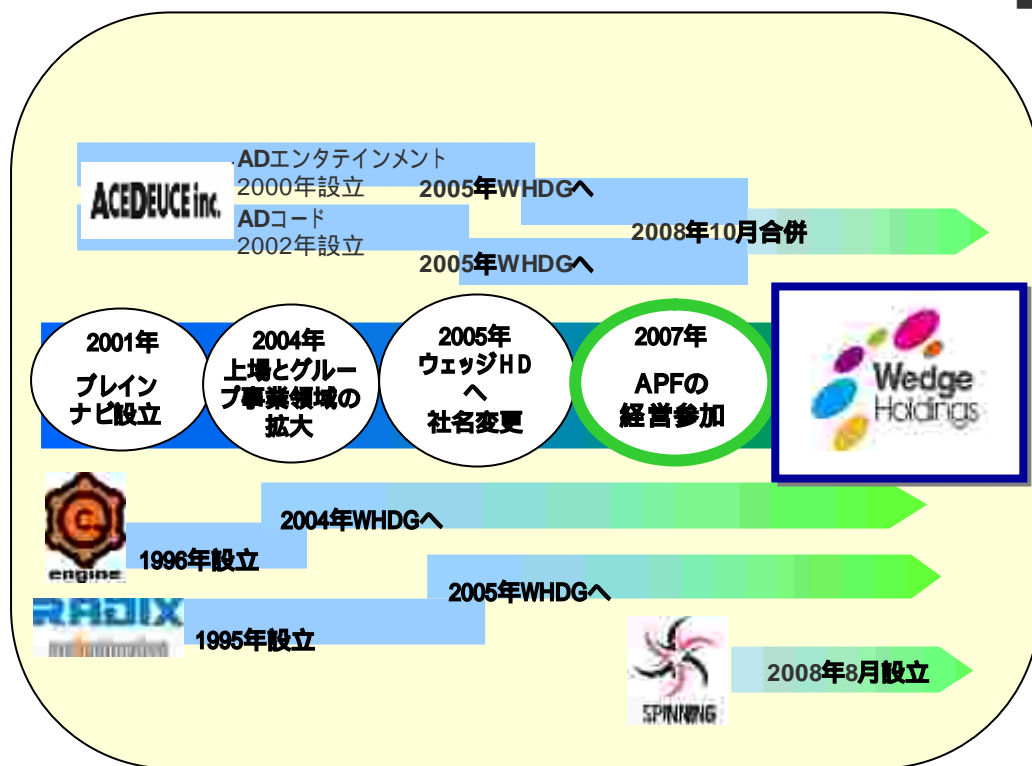 ADエンタテインメント
2000年設立
2005年WHDGへ
ACEDEUCE inc.
ADコード
2002年設立
2005年WHDGへ
2008年10月合併
2001年
ブレイン
ナビ設立
2004年
上場とグルー
プ事業領域の
拡大
2005年
ウェッジHD
へ
社名変更
2007年
APFの
経営参加
Wedge
Holdings
2004年WHDGへ
engine
1996年設立
2005年WHDGへ
RADIX
1995年設立
SPINNING
2008年8月設立